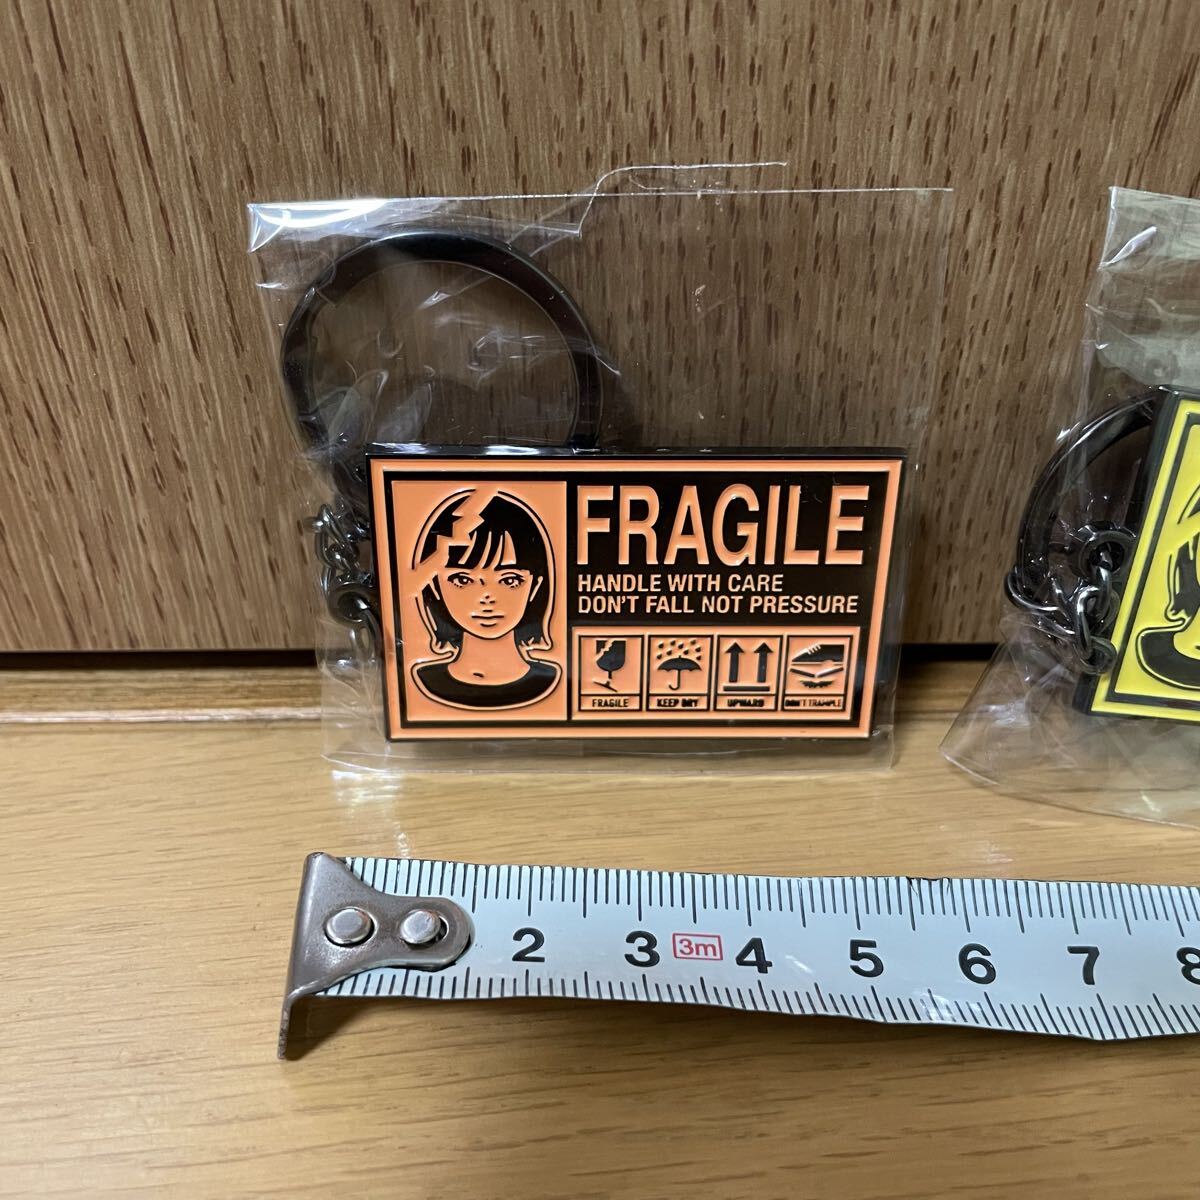 FRAGILE
HANDLE WITH CARE
DON'T FALL NOT PRESSURE
FRAGILE KEEP DRY UPWARD DON'T TRAMPLE
2 3 3m 4 5 6 7 8